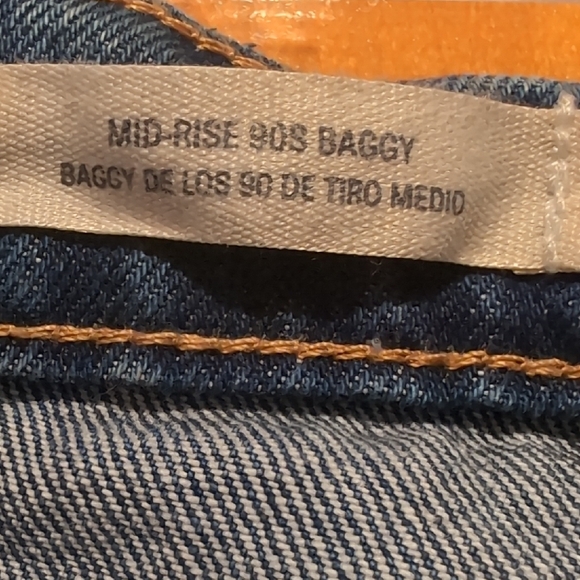 MID-RISE 90S BAGGY
BAGGY DE LOS 90 DE TIRO MEDIO